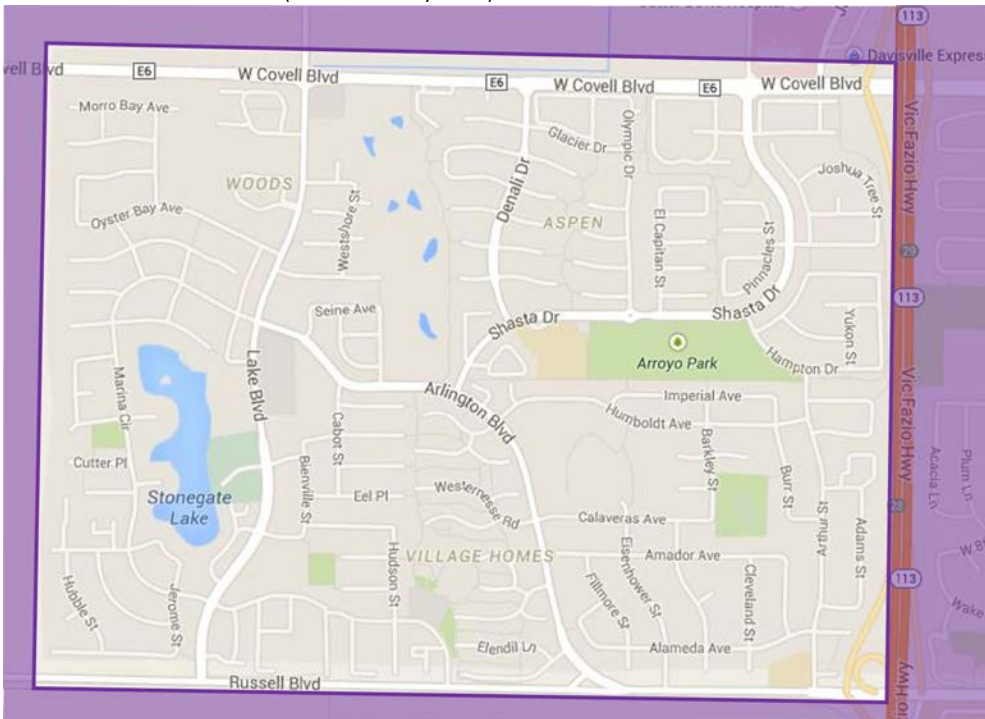 113
Davisville Express
vell Blvd
E6
W Covell Blvd
E6
W Covell Blvd
E6
W Covell Blvd
Morro Bay Ave
Glacier Dr
Olympic Dr
Vic Fazio Hwy
Joshua Tree St
WOODS
Denali Dr
Oyster Bay Ave
Westshore St
ASPEN
El Capitan St
Pinnacles St
29
113
Seine Ave
Shasta Dr
Shasta Dr
Yukon St
Lake Blvd
Arroyo Park
Hampton Dr
Marina Cir
Arlington Blvd
Imperial Ave
Vic Fazio Hwy
Cabot St
Humboldt Ave
Barkley St
Acacia Ln
Plum Ln
Cutter Pl
Bienville St
Burr St
Stonegate
Lake
Eel Pl
Westernesse Rd
Calaveras Ave
Arthur St
Adams St
28
VILLAGE HOMES
Amador Ave
W 8th
Hudson St
Eisenhower St
Cleveland St
113
Hubble St
Jerome St
Fillmore St
Wake
Elendil Ln
Alameda Ave
Russell Blvd
io Hwy